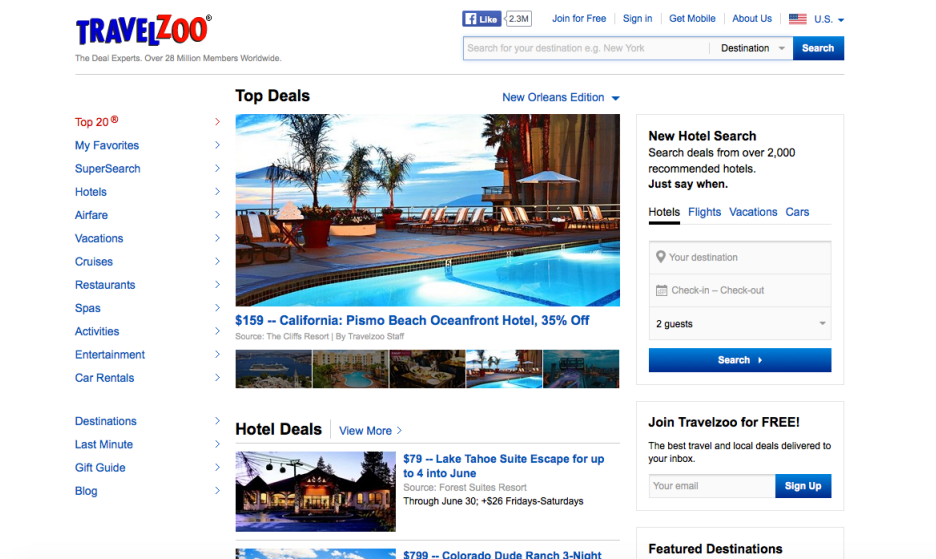 TRAVELZOO®
The Deal Experts. Over 28 Million Members Worldwide.
Like 2.3M
Join for Free Sign in Get Mobile About Us U.S.
Search for your destination e.g. New York Destination Search
Top 20®
My Favorites
SuperSearch
Hotels
Airfare
Vacations
Cruises
Restaurants
Spas
Activities
Entertainment
Car Rentals
Destinations
Last Minute
Gift Guide
Blog
Top Deals New Orleans Edition
$159 -- California: Pismo Beach Oceanfront Hotel, 35% Off
Source: The Cliffs Resort | By Travelzoo Staff
Hotel Deals View More
$79 -- Lake Tahoe Suite Escape for up
to 4 into June
Source: Forest Suites Resort
Through June 30; +$26 Fridays-Saturdays
$799 -- Colorado Dude Ranch 3-Night
New Hotel Search
Search deals from over 2,000
recommended hotels.
Just say when.
Hotels Flights Vacations Cars
Your destination
Check-in – Check-out
2 guests
Search
Join Travelzoo for FREE!
The best travel and local deals delivered to
your inbox.
Your email Sign Up
Featured Destinations